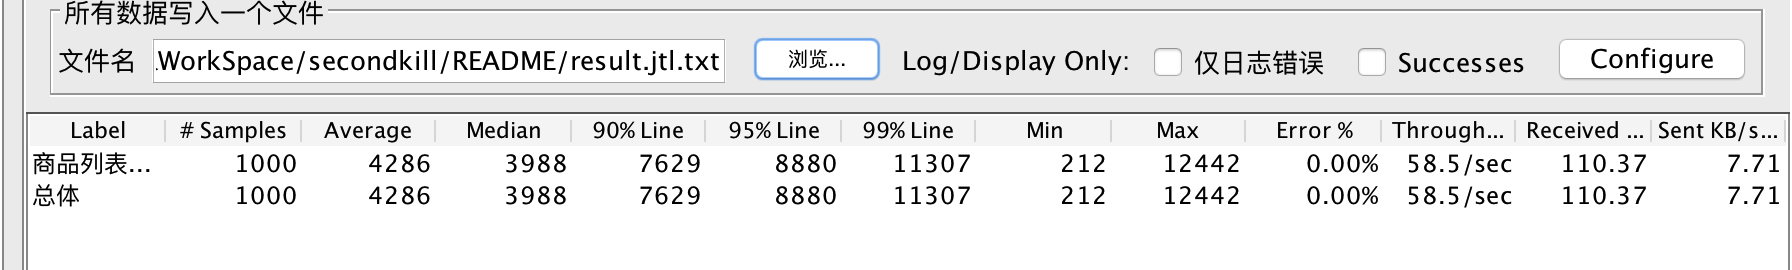 所有数据写入一个文件
文件名 .WorkSpace/secondkill/README/result.jtl.txt 浏览... Log/Display Only: 仅日志错误 Successes Configure
Label # Samples Average Median 90% Line 95% Line 99% Line Min Max Error % Through... Received ... Sent KB/s...
商品列表... 1000 4286 3988 7629 8880 11307 212 12442 0.00% 58.5/sec 110.37 7.71
总体 1000 4286 3988 7629 8880 11307 212 12442 0.00% 58.5/sec 110.37 7.71